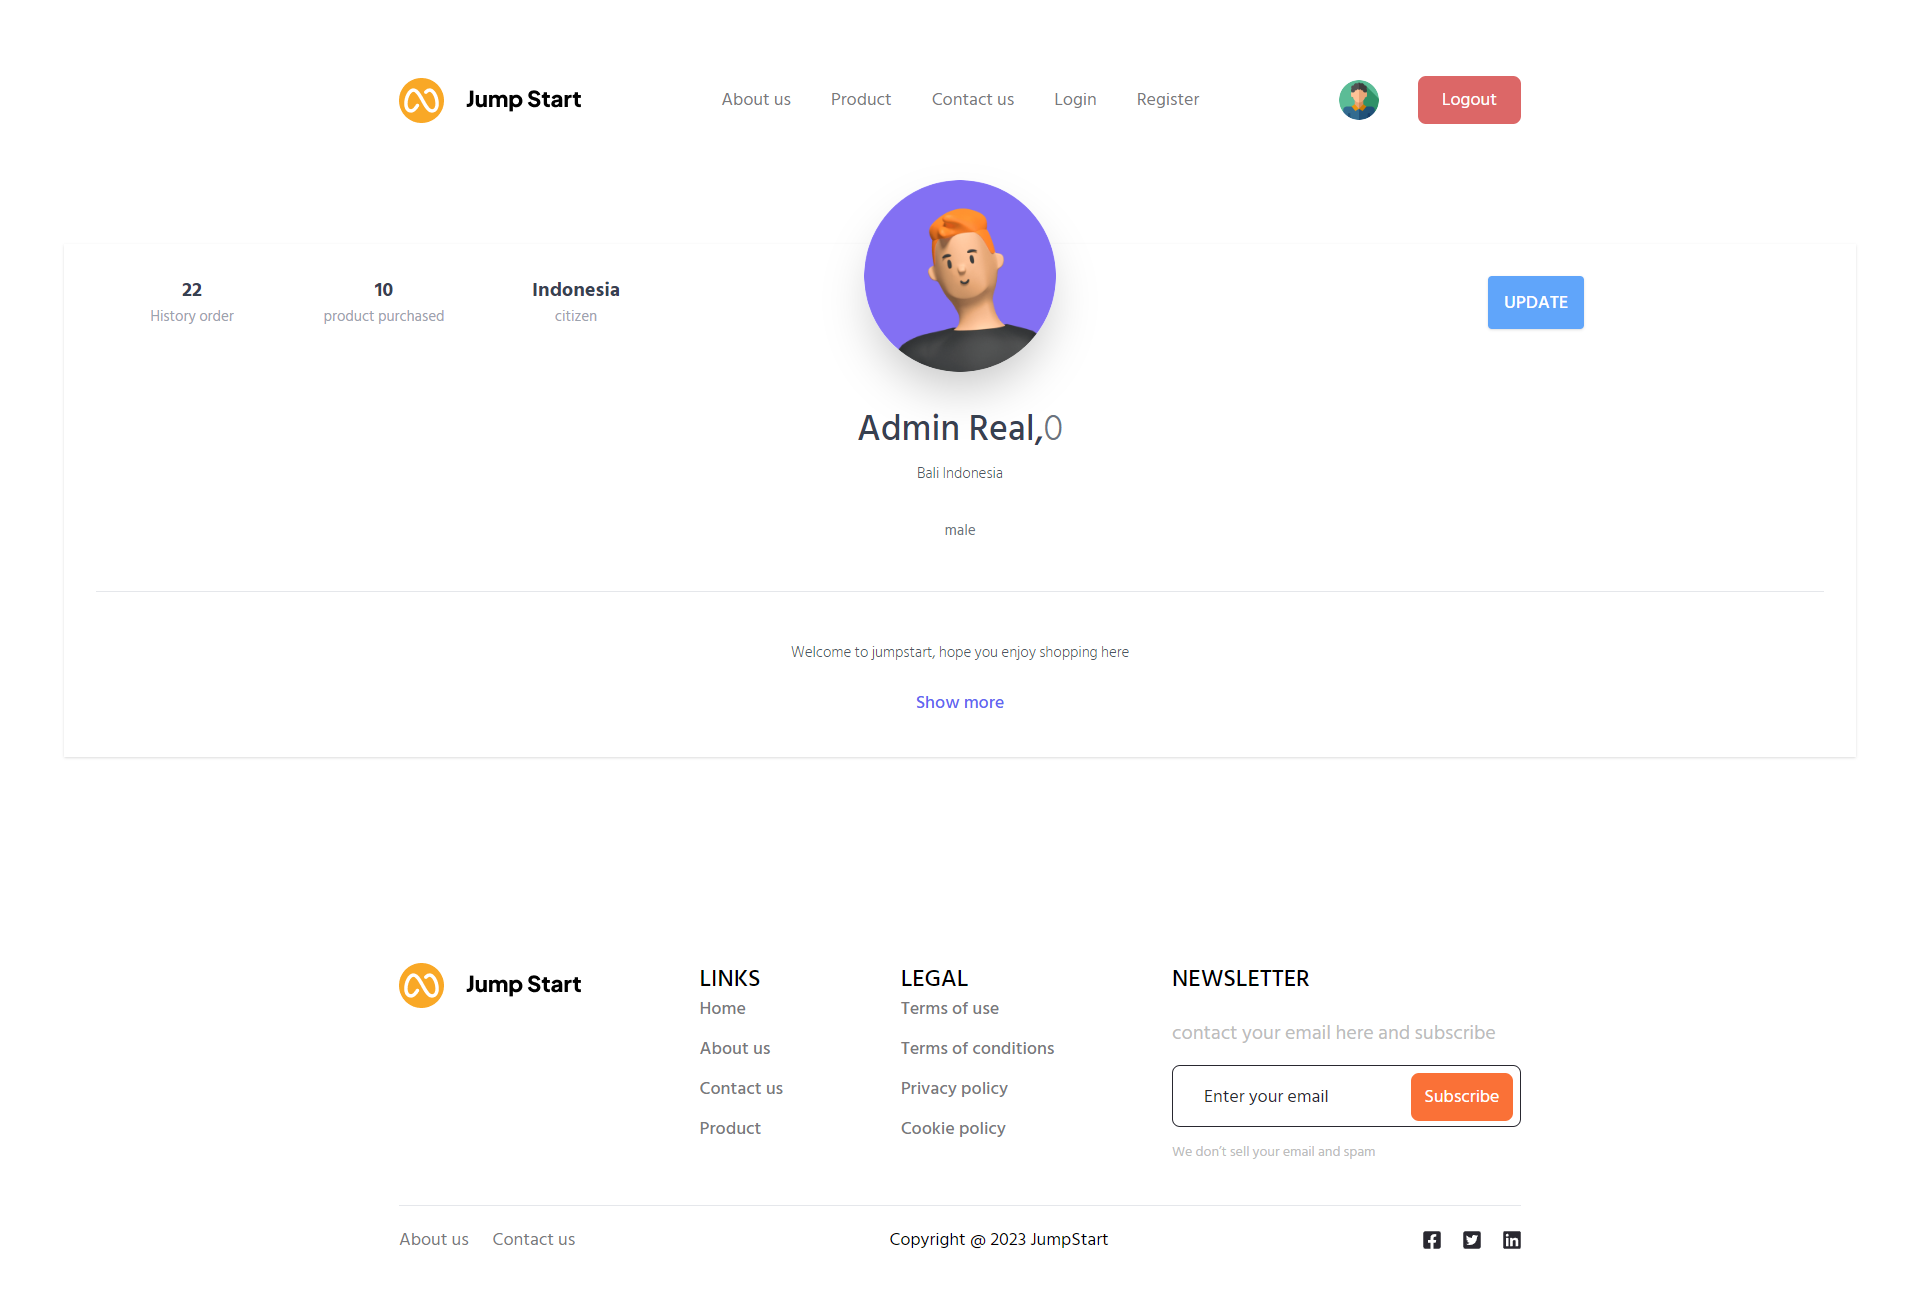 Jump Start
About us
Product
Contact us
Login
Register
Logout
22
History order
10
product purchased
Indonesia
citizen
UPDATE
Admin Real,0
Bali Indonesia
male
Welcome to jumpstart, hope you enjoy shopping here
Show more
Jump Start
LINKS
Home
About us
Contact us
Product
LEGAL
Terms of use
Terms of conditions
Privacy policy
Cookie policy
NEWSLETTER
contact your email here and subscribe
Enter your email
Subscribe
We don’t sell your email and spam
About us
Contact us
Copyright @ 2023 JumpStart